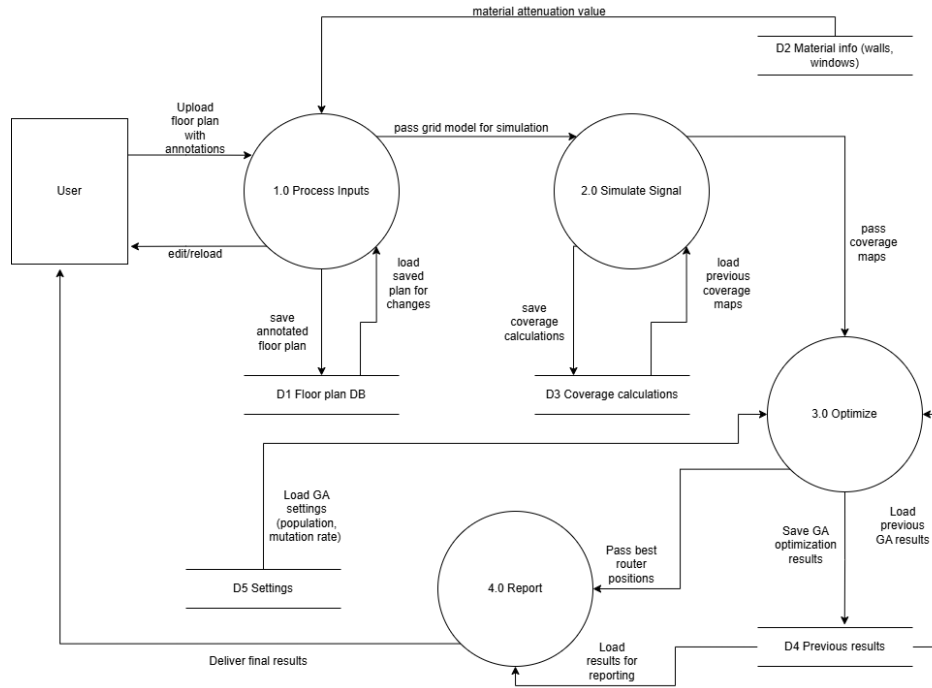 material attenuation value
D2 Material info (walls,
windows)
Upload
floor plan
with
annotations
pass grid model for simulation
User
1.0 Process Inputs
2.0 Simulate Signal
edit/reload
load
saved
plan for
changes
load
previous
coverage
maps
pass
coverage
maps
save
annotated
floor plan
save
coverage
calculations
D1 Floor plan DB
D3 Coverage calculations
3.0 Optimize
Load GA
settings
(population,
mutation rate)
Save GA
optimization
results
Load
previous
GA results
Pass best
router
positions
D5 Settings
4.0 Report
Deliver final results
Load
results for
reporting
D4 Previous results